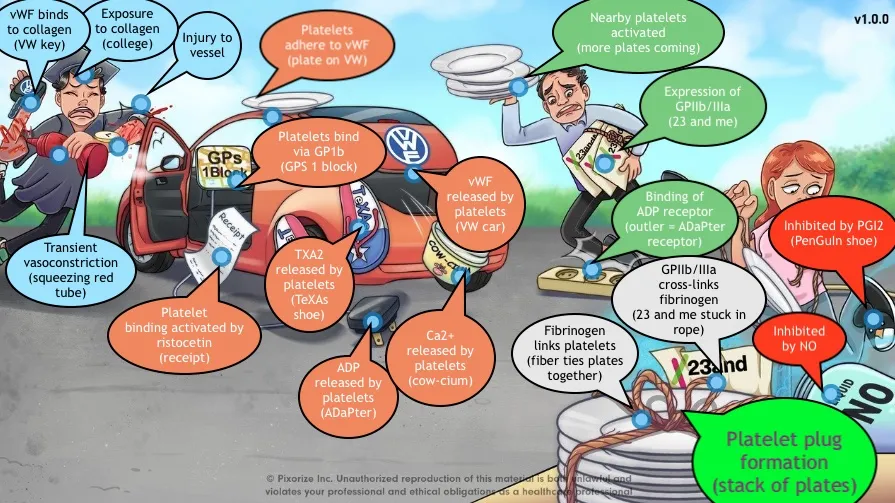 vWF binds
to collagen
(VW key)
Exposure
to collagen
(college)
Injury to
vessel
Platelets
adhere to vWF
(plate on VW)
Nearby platelets
activated
(more plates coming)
v1.0.0
Expression of
GPIIb/IIIa
(23 and me)
GPs
1Block
Platelets bind
via GP1b
(GPS 1 block)
VW
vWF
released by
platelets
(VW car)
23and
Binding of
ADP receptor
(outler = ADaPter
receptor)
Inhibited by PGI2
(PenGuIn shoe)
Receipt
TeXAS
COW-C
Transient
vasoconstriction
(squeezing red
tube)
TXA2
released by
platelets
(TeXAs
shoe)
GPIIb/IIIa
cross-links
fibrinogen
(23 and me stuck in
rope)
Platelet
binding activated by
ristocetin
(receipt)
Fibrinogen
links platelets
(fiber ties plates
together)
Inhibited
by NO
Ca2+
released by
platelets
(cow-cium)
ADP
released by
platelets
(ADaPter)
23and
LIQUID
NO
Platelet plug
formation
(stack of plates)
© Pixorize Inc. Unauthorized reproduction of this material is both unlawful and
violates your professional and ethical obligations as a healthcare professional